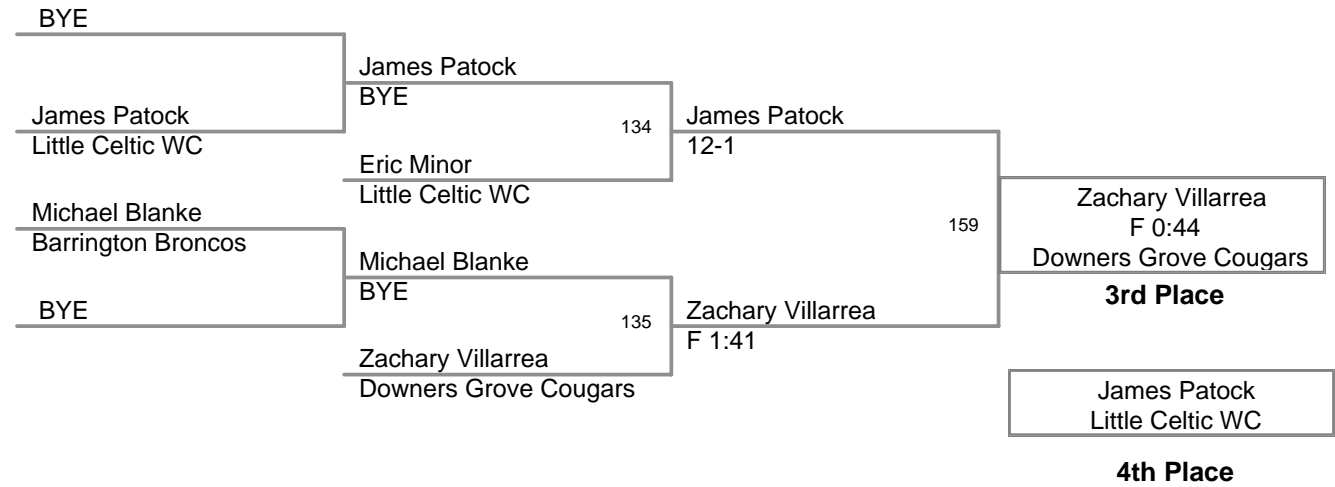 BYE
James Patock
BYE
James Patock
Little Celtic WC
134
James Patock
12-1
Eric Minor
Little Celtic WC
Michael Blanke
Barrington Broncos
159
Zachary Villarrea
F 0:44
Downers Grove Cougars
3rd Place
Michael Blanke
BYE
BYE
135
Zachary Villarrea
F 1:41
Zachary Villarrea
Downers Grove Cougars
James Patock
Little Celtic WC
4th Place